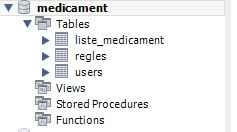 medicament
Tables
liste_medicament
regles
users
Views
Stored Procedures
Functions